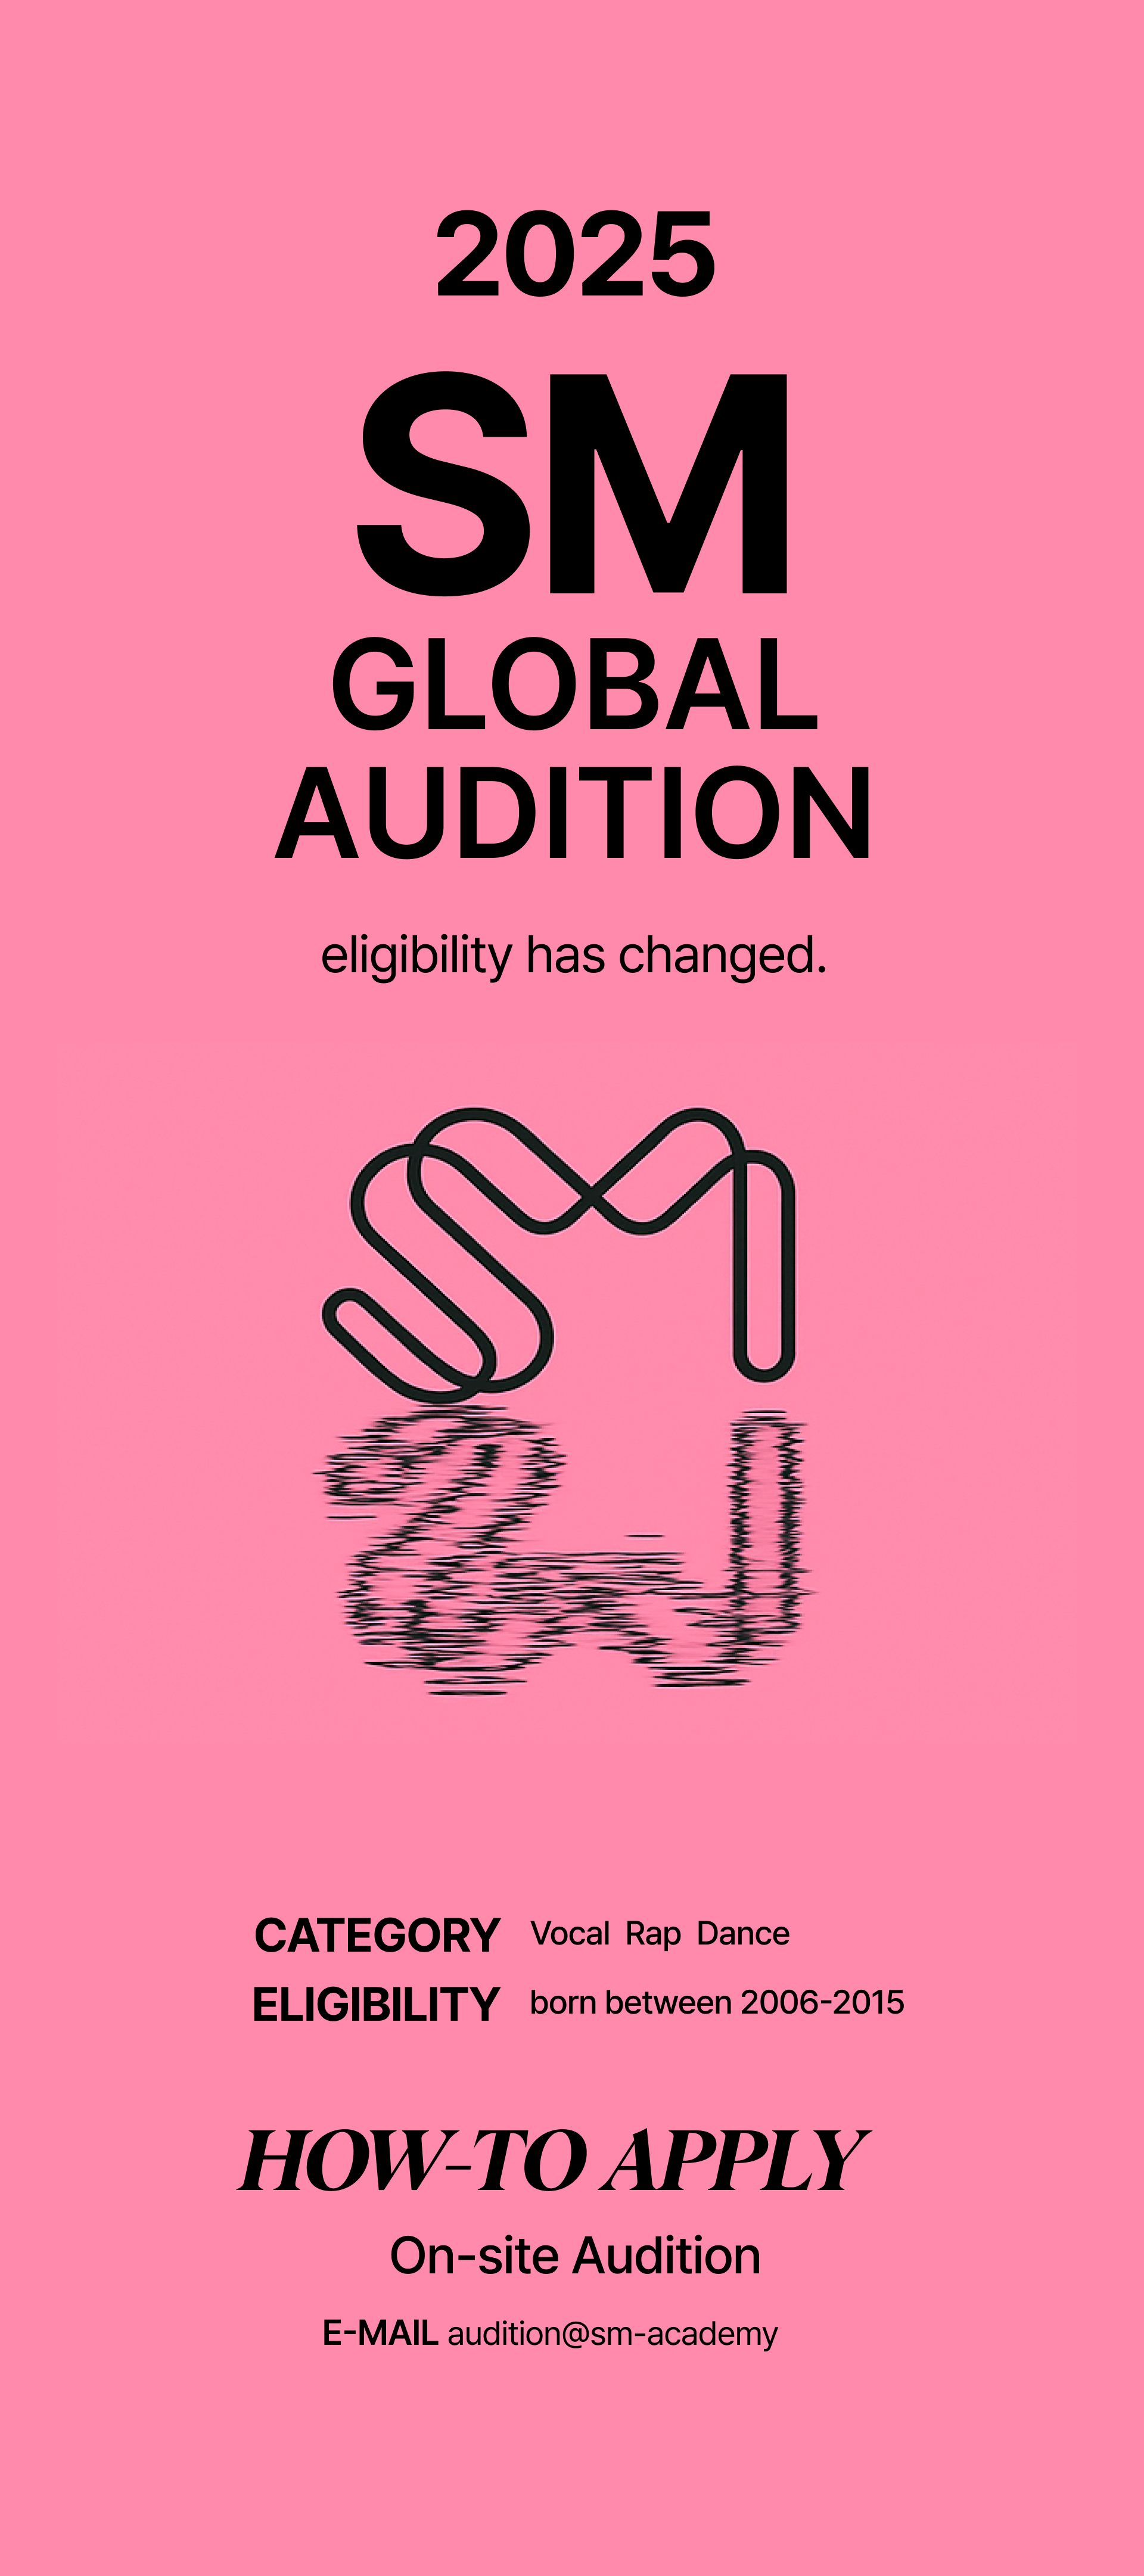 2025
SM
GLOBAL
AUDITION
eligibility has changed.
SM
CATEGORY Vocal Rap Dance
ELIGIBILITY born between 2006-2015
HOW-TO APPLY
On-site Audition
E-MAIL audition@sm-academy